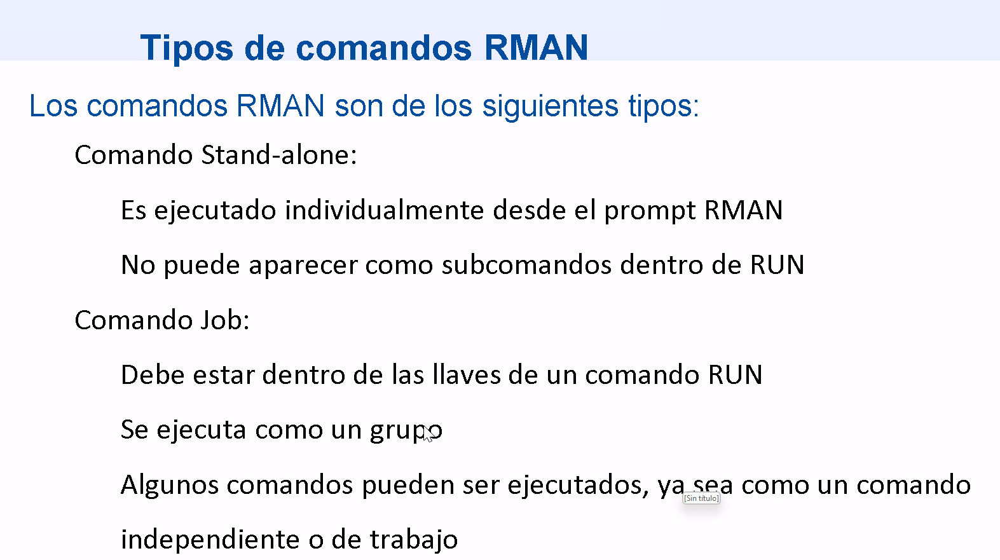 Tipos de comandos RMAN
Los comandos RMAN son de los siguientes tipos:
Comando Stand-alone:
Es ejecutado individualmente desde el prompt RMAN
No puede aparecer como subcomandos dentro de RUN
Comando Job:
Debe estar dentro de las llaves de un comando RUN
Se ejecuta como un grupo
Algunos comandos pueden ser ejecutados, ya sea como un comando
[Sin título]
independiente o de trabajo